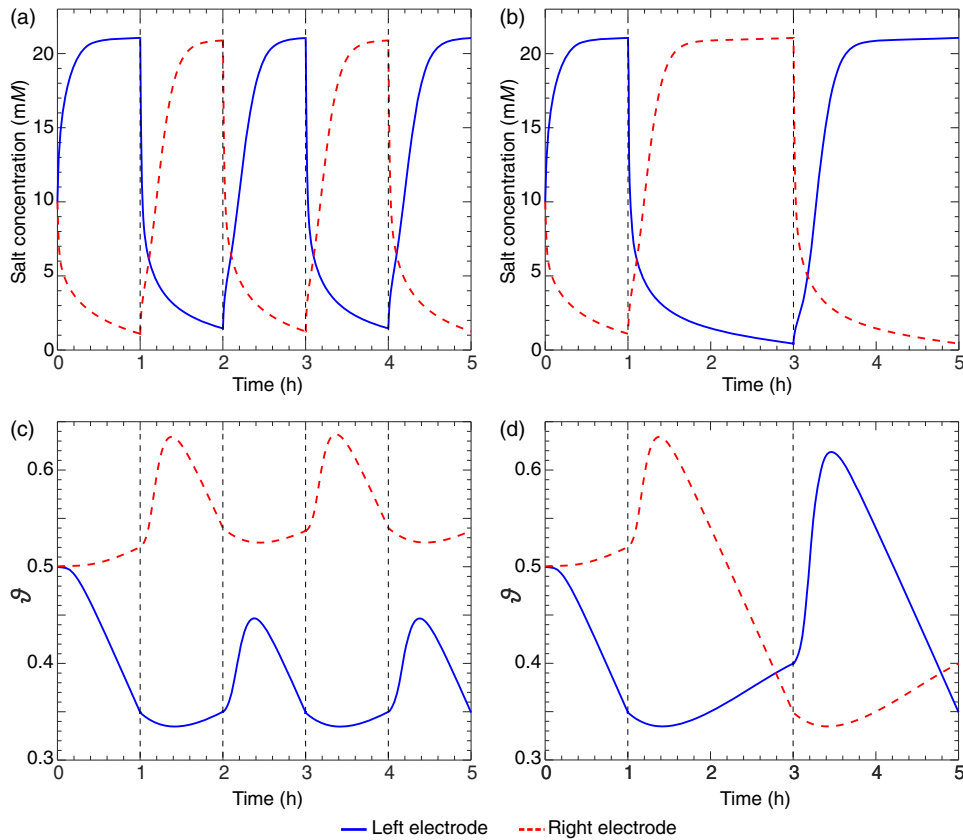 (a)
Salt concentration (mM)
20
15
10
5
0
0 1 2 3 4 5
Time (h)
(b)
Salt concentration (mM)
20
15
10
5
0
0 1 2 3 4 5
Time (h)
(c)
ϑ
0.6
0.5
0.4
0.3
0 1 2 3 4 5
Time (h)
(d)
ϑ
0.6
0.5
0.4
0.3
0 1 2 3 4 5
Time (h)
Left electrode Right electrode